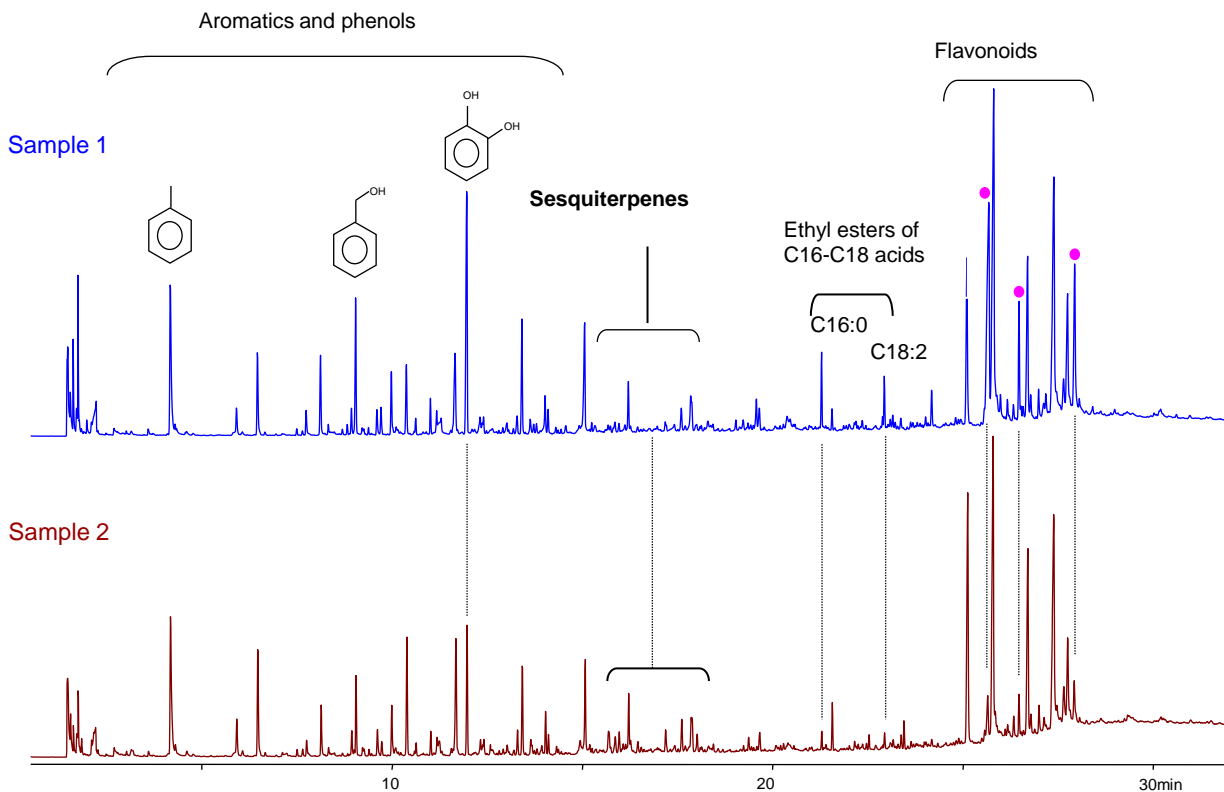 Aromatics and phenols
Flavonoids
OH
OH
Sample 1
OH
Sesquiterpenes
Ethyl esters of
C16-C18 acids
C16:0
C18:2
Sample 2
10
20
30min